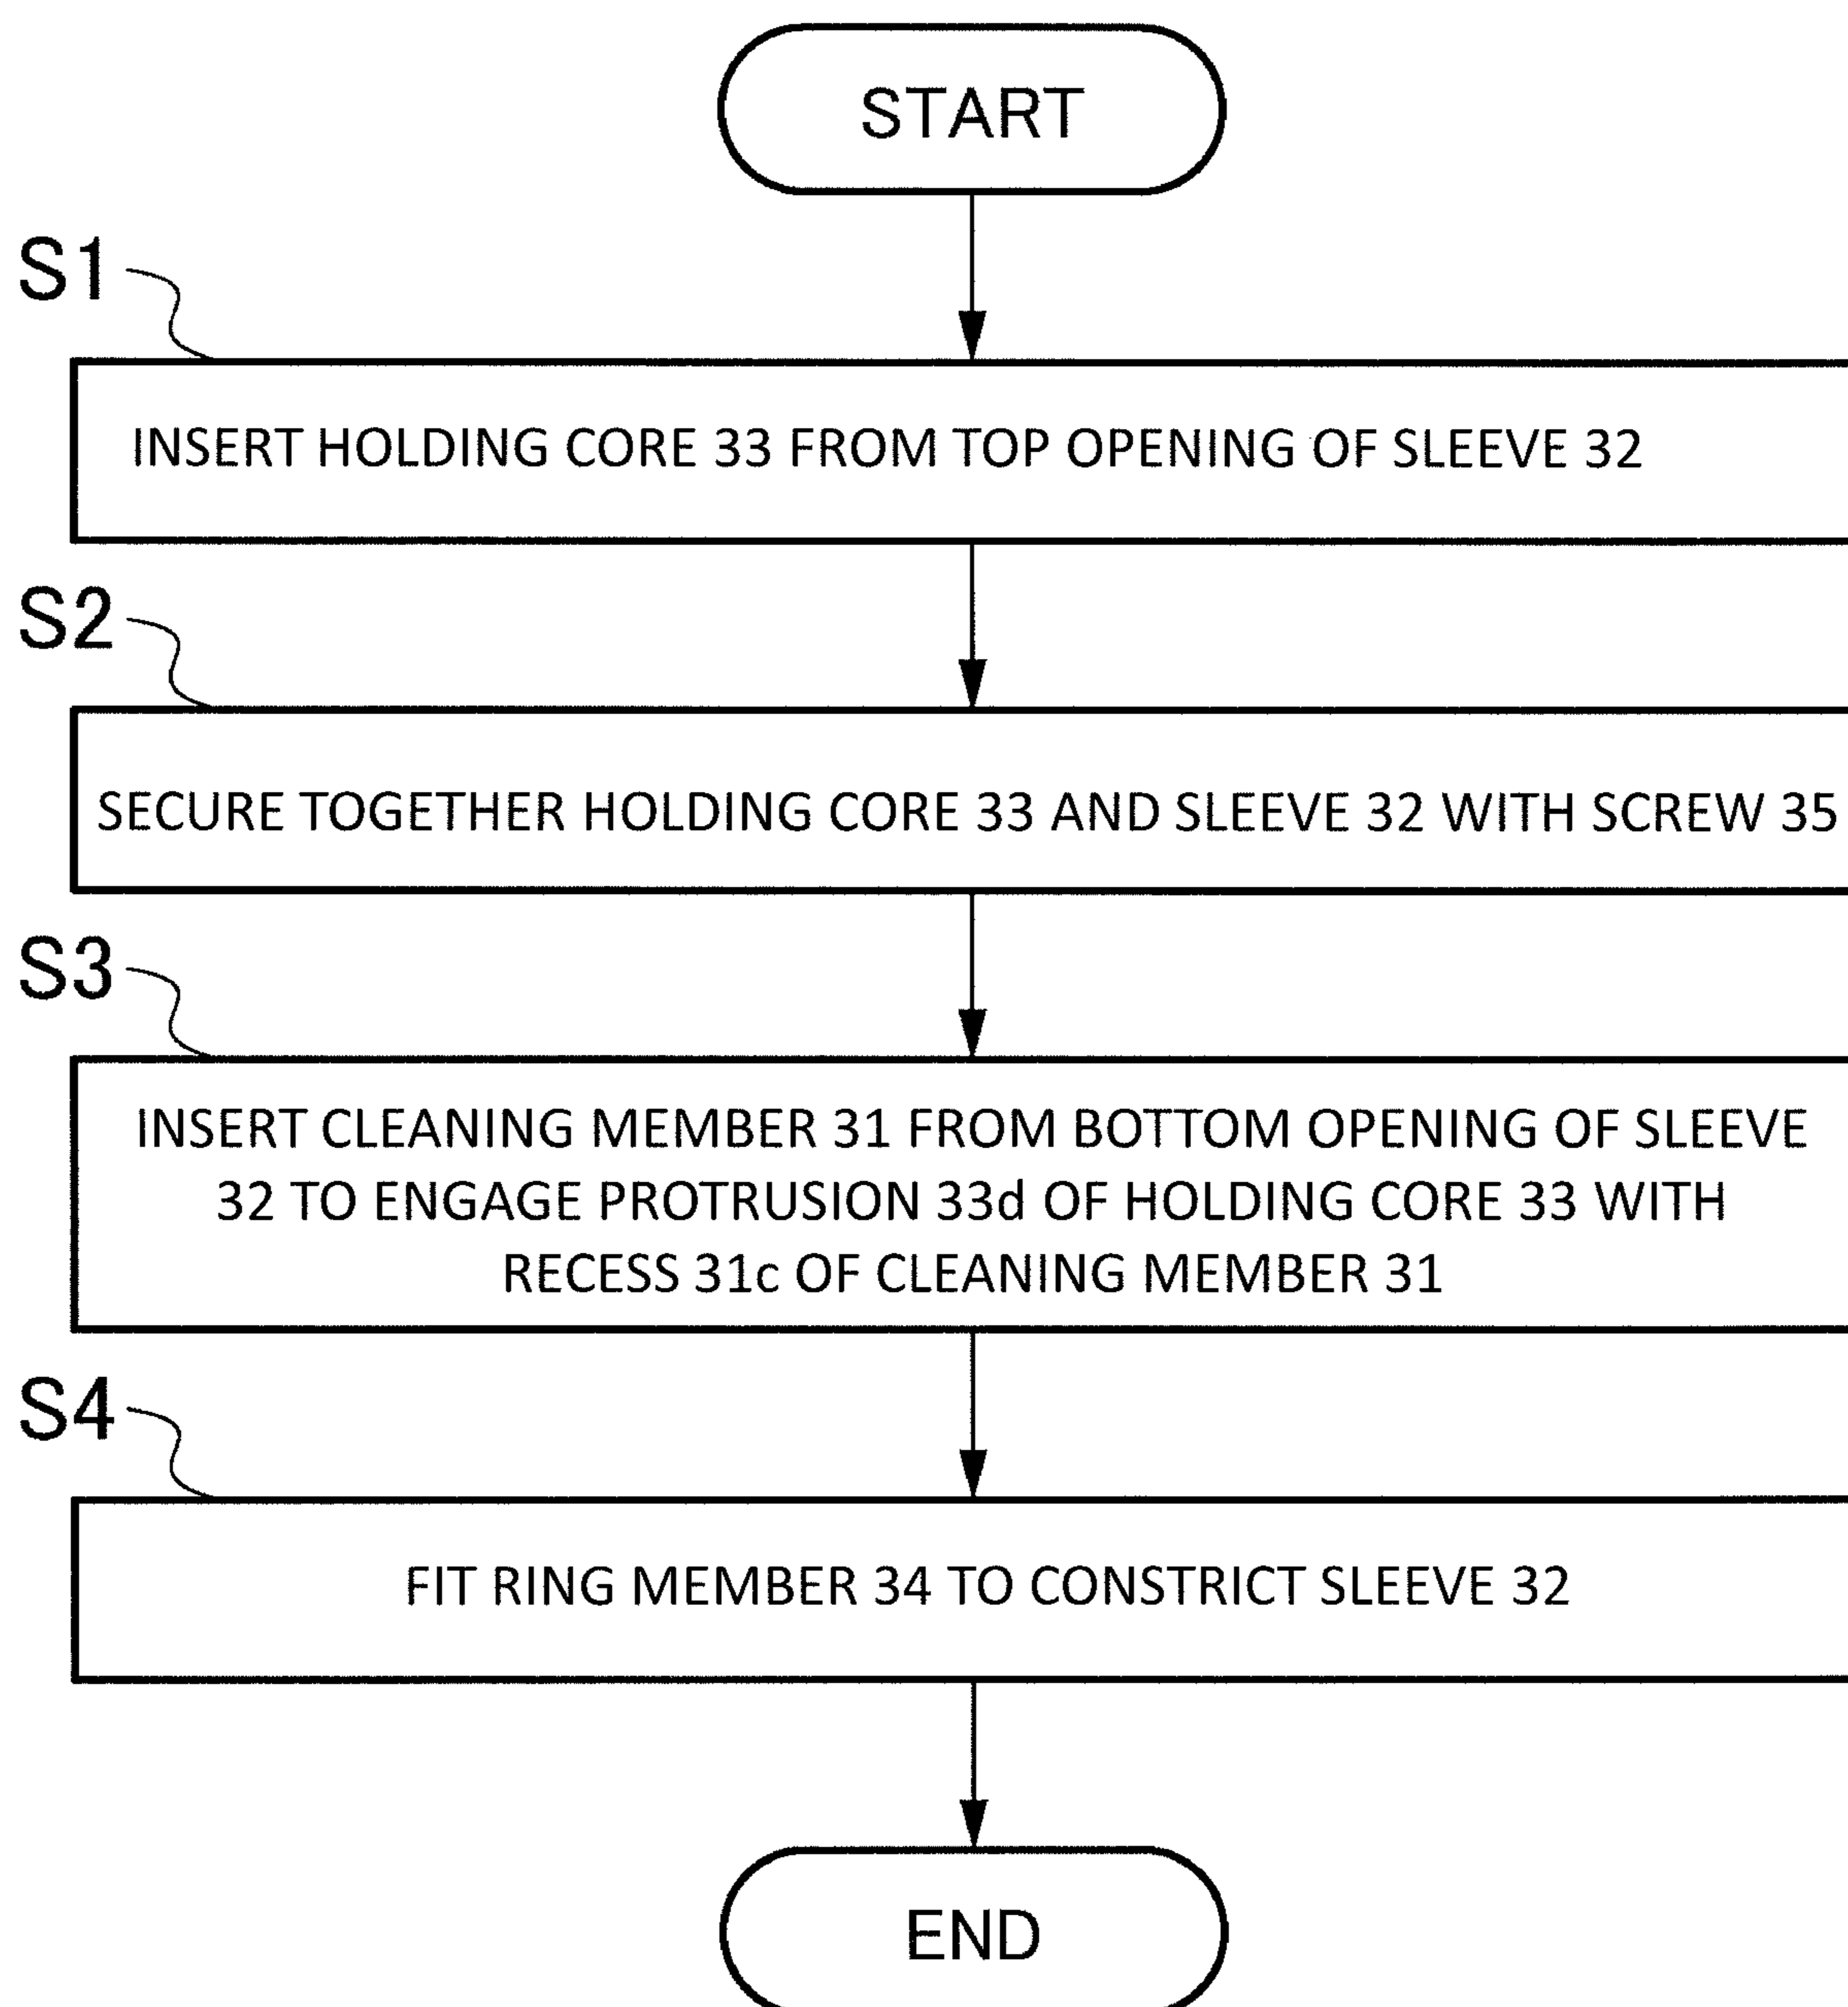 START
S1
INSERT HOLDING CORE 33 FROM TOP OPENING OF SLEEVE 32
S2
SECURE TOGETHER HOLDING CORE 33 AND SLEEVE 32 WITH SCREW 35
S3
INSERT CLEANING MEMBER 31 FROM BOTTOM OPENING OF SLEEVE
32 TO ENGAGE PROTRUSION 33d OF HOLDING CORE 33 WITH
RECESS 31c OF CLEANING MEMBER 31
S4
FIT RING MEMBER 34 TO CONSTRICT SLEEVE 32
END